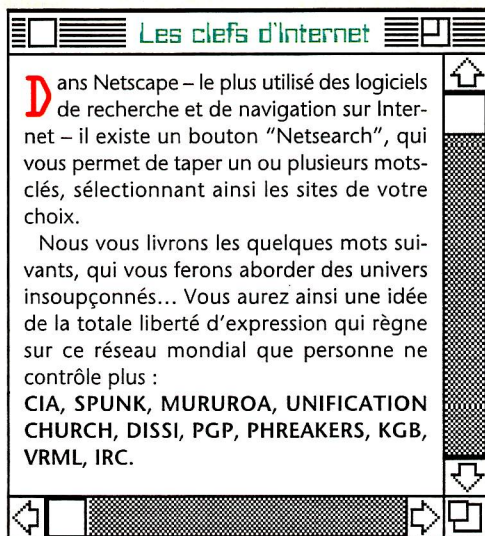 Les clefs d'Internet
Dans Netscape – le plus utilisé des logiciels
de recherche et de navigation sur Inter-
net – il existe un bouton "Netsearch", qui
vous permet de taper un ou plusieurs mots-
clés, sélectionnant ainsi les sites de votre
choix.
Nous vous livrons les quelques mots sui-
vants, qui vous ferons aborder des univers
insoupçonnés... Vous aurez ainsi une idée
de la totale liberté d'expression qui règne
sur ce réseau mondial que personne ne
contrôle plus :
CIA, SPUNK, MURUROA, UNIFICATION
CHURCH, DISSI, PGP, PHREAKERS, KGB,
VRML, IRC.